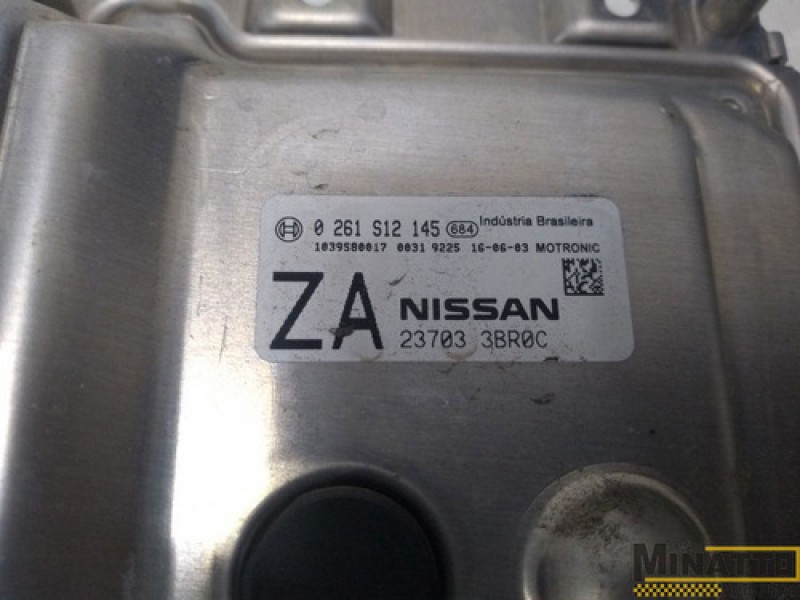 0 261 S12 145 684 Indústria Brasileira
1039S80017 0031 9225 16-06-03 MOTRONIC
ZA NISSAN
23703 3BR0C
MINATTO